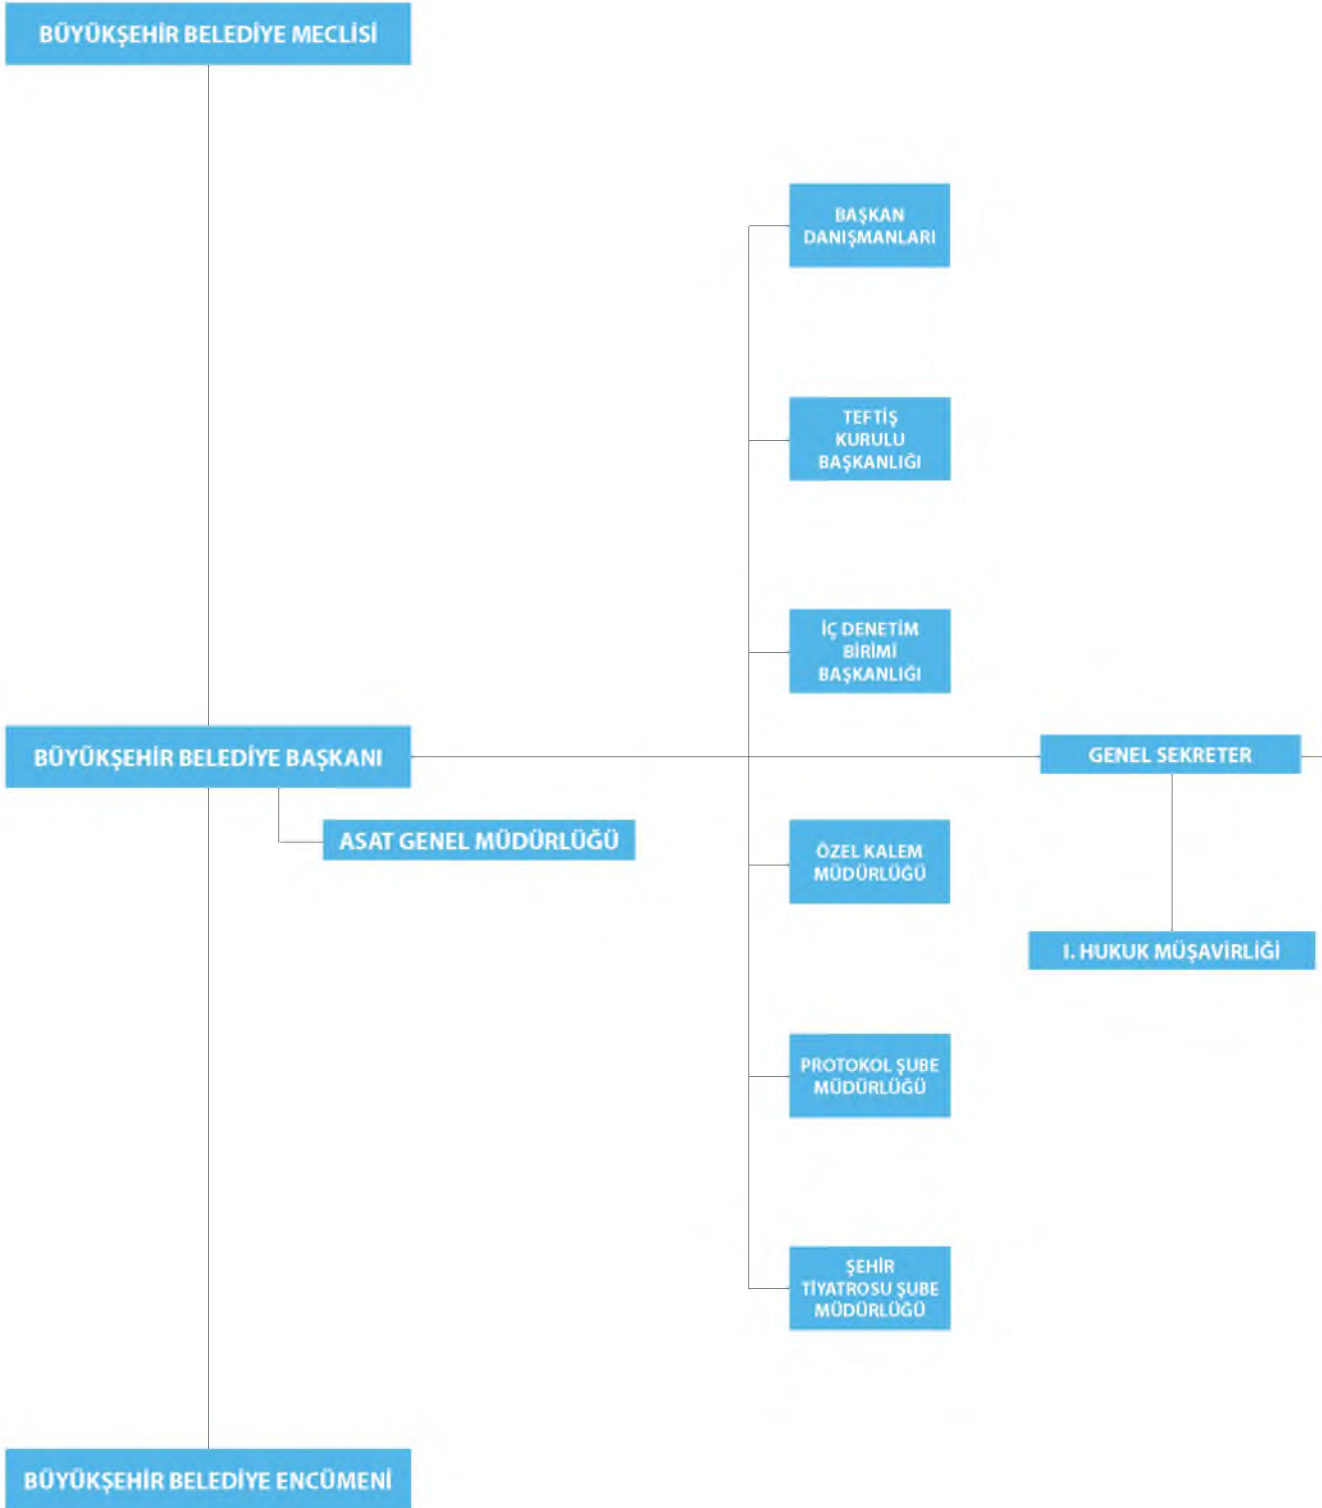 BÜYÜKŞEHİR BELEDİYE MECLİSİ
BAŞKAN
DANIŞMANLARI
TEFTİŞ
KURULU
BAŞKANLIĞI
İÇ DENETİM
BİRİMİ
BAŞKANLIĞI
BÜYÜKŞEHİR BELEDİYE BAŞKANI
GENEL SEKRETER
ASAT GENEL MÜDÜRLÜĞÜ
ÖZEL KALEM
MÜDÜRLÜĞÜ
I. HUKUK MÜŞAVİRLİĞİ
PROTOKOL ŞUBE
MÜDÜRLÜĞÜ
ŞEHİR
TİYATROSU ŞUBE
MÜDÜRLÜĞÜ
BÜYÜKŞEHİR BELEDİYE ENCÜMENİ